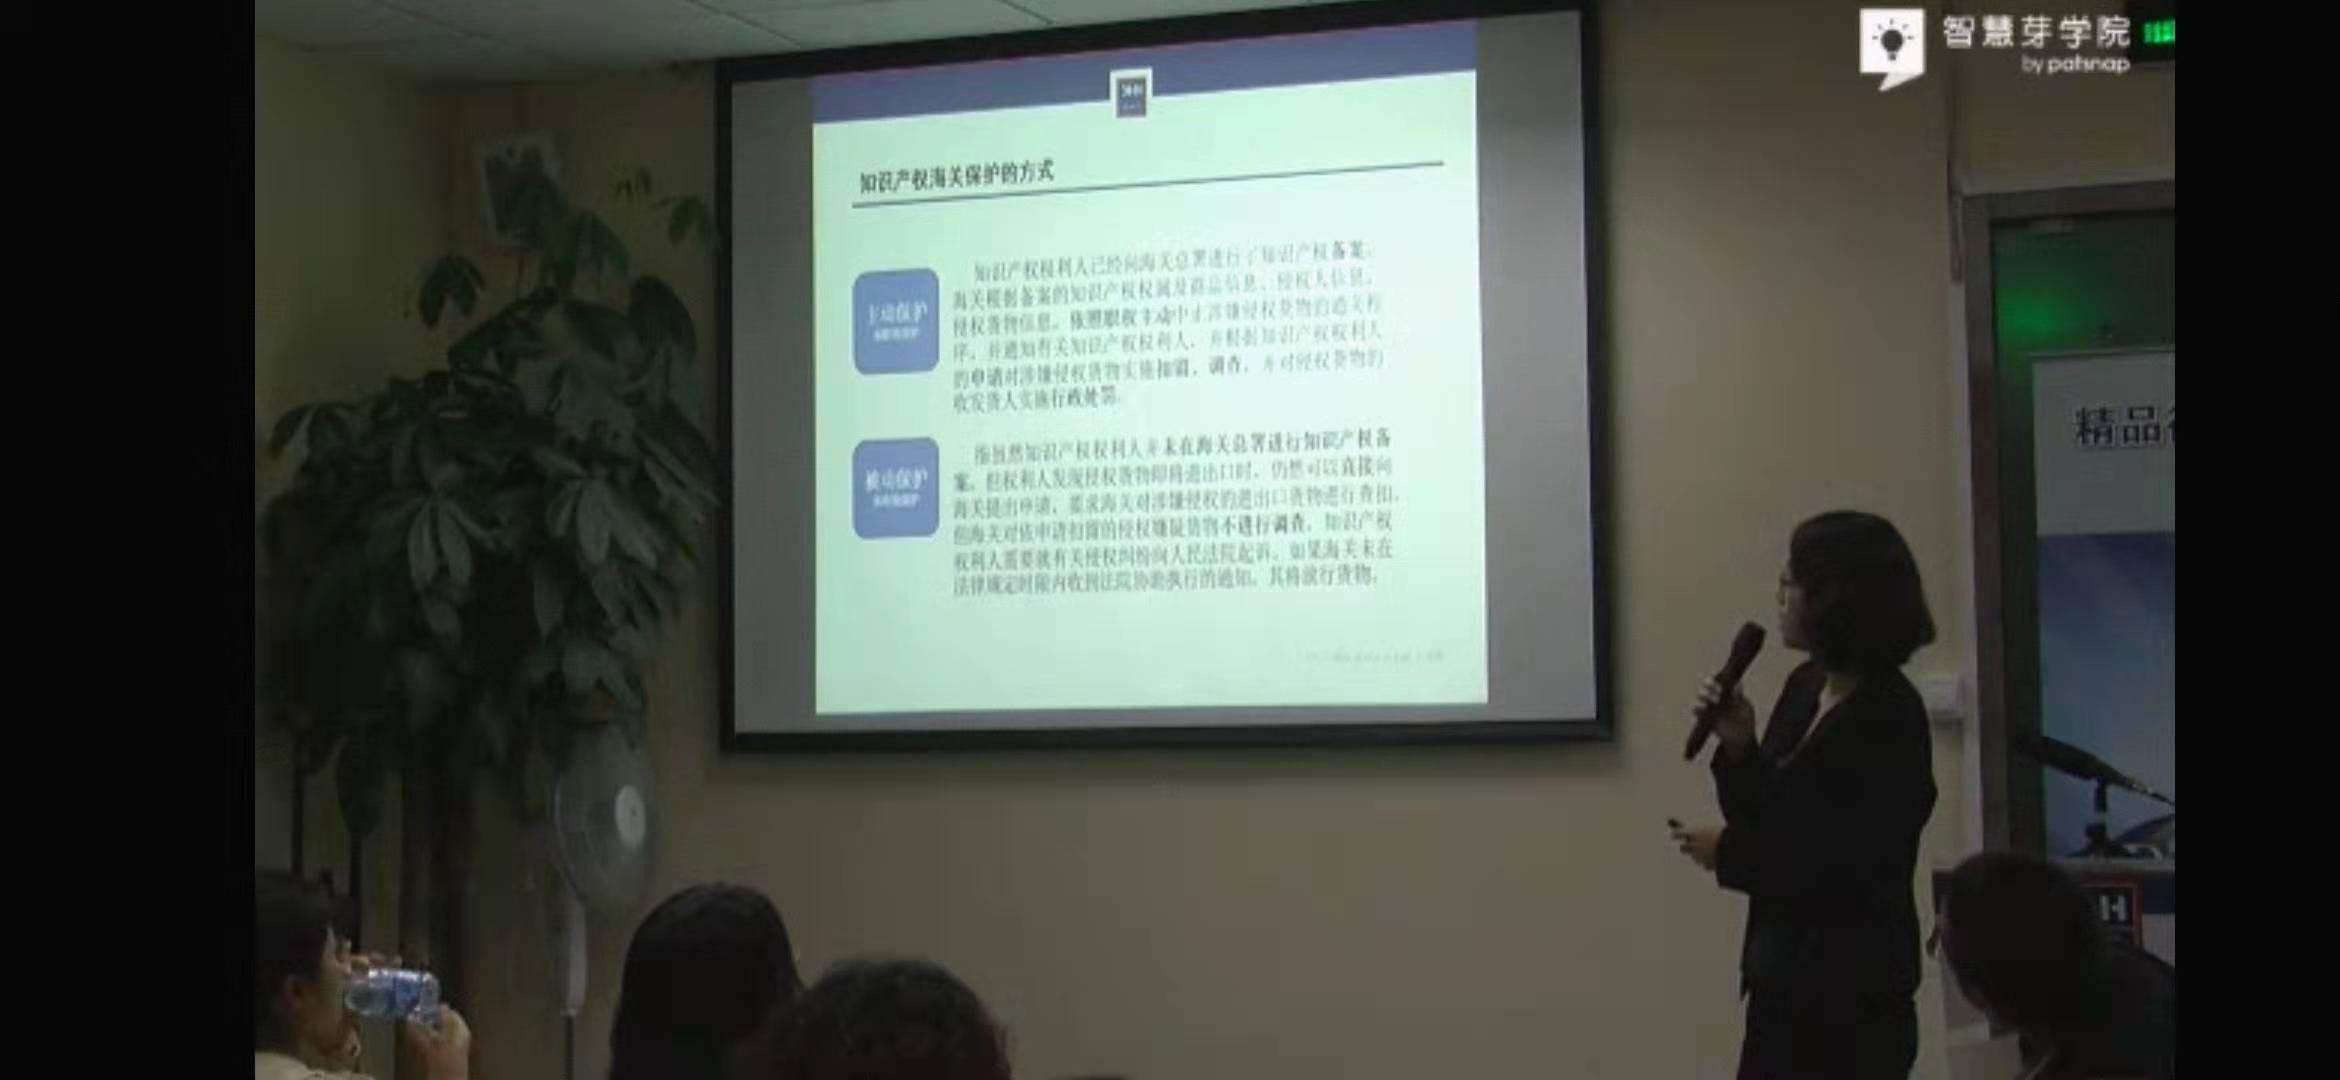 智慧芽学院
by patsnap
知识产权海关保护的方式
主动保护
知识产权权利人已经向海关总署进行了知识产权备案,
海关根据备案的知识产权权属及商品信息、侵权人信息,
侵权货物信息,依照职权主动中止涉嫌侵权货物的通关程
序,并通知有关知识产权权利人,并根据知识产权权利人
的申请对涉嫌侵权货物实施扣留、调查,并对侵权货物的
收发货人实施行政处罚。
被动保护
虽然知识产权权利人并未在海关总署进行知识产权备
案,但权利人发现侵权货物即将进出口时,仍然可以直接向
海关提出申请,要求海关对涉嫌侵权的进出口货物进行查扣,
但海关对依申请扣留的侵权嫌疑货物不进行调查,知识产权
权利人需要就有关侵权纠纷向人民法院起诉,如果海关未在
法律规定时限内收到法院协助执行的通知,其将放行货物。
精品
H